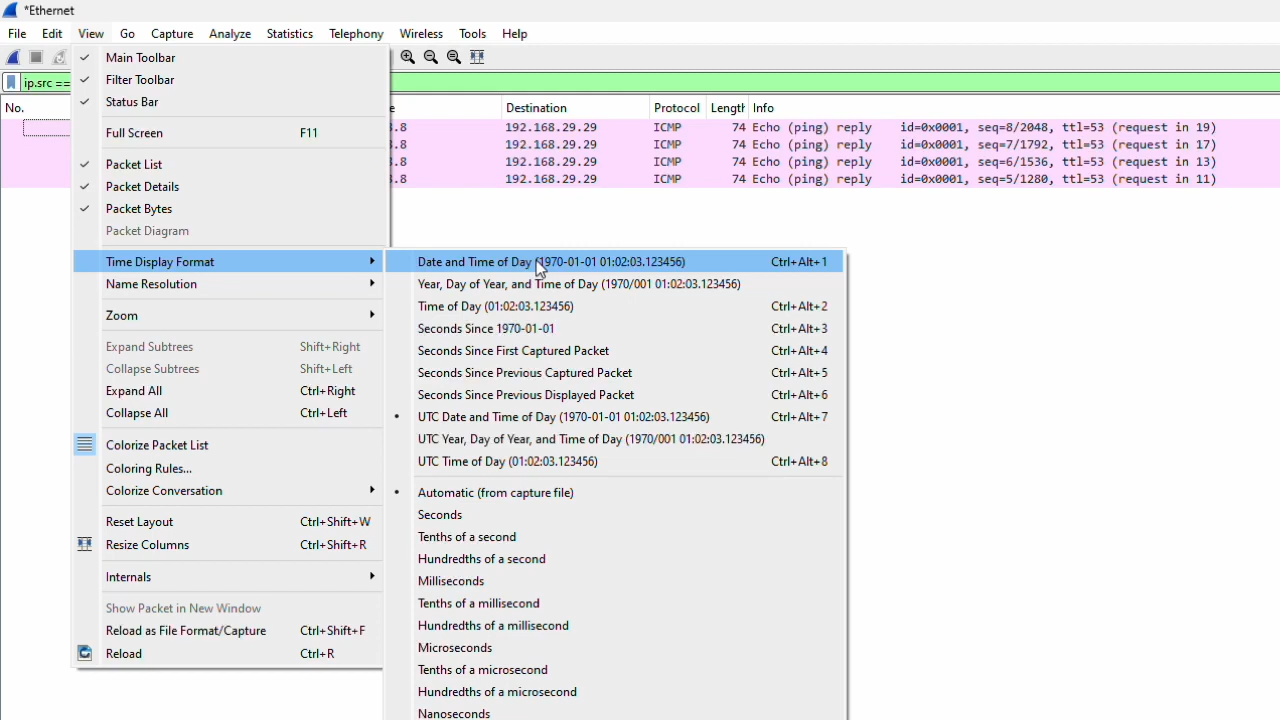 *Ethernet
File Edit View Go Capture Analyze Statistics Telephony Wireless Tools Help
Main Toolbar
ip.src ==
Filter Toolbar
Status Bar
No. Destination Protocol Length Info
.8 192.168.29.29 ICMP 74 Echo (ping) reply id=0x0001, seq=8/2048, ttl=53 (request in 19)
.8 192.168.29.29 ICMP 74 Echo (ping) reply id=0x0001, seq=7/1792, ttl=53 (request in 17)
.8 192.168.29.29 ICMP 74 Echo (ping) reply id=0x0001, seq=6/1536, ttl=53 (request in 13)
.8 192.168.29.29 ICMP 74 Echo (ping) reply id=0x0001, seq=5/1280, ttl=53 (request in 11)
Full Screen F11
Packet List
Packet Details
Packet Bytes
Packet Diagram
Time Display Format
Name Resolution
Zoom
Expand Subtrees Shift+Right
Collapse Subtrees Shift+Left
Expand All Ctrl+Right
Collapse All Ctrl+Left
Colorize Packet List
Coloring Rules...
Colorize Conversation
Reset Layout Ctrl+Shift+W
Resize Columns Ctrl+Shift+R
Internals
Show Packet in New Window
Reload as File Format/Capture Ctrl+Shift+F
Reload Ctrl+R
Date and Time of Day (1970-01-01 01:02:03.123456) Ctrl+Alt+1
Year, Day of Year, and Time of Day (1970/001 01:02:03.123456)
Time of Day (01:02:03.123456) Ctrl+Alt+2
Seconds Since 1970-01-01 Ctrl+Alt+3
Seconds Since First Captured Packet Ctrl+Alt+4
Seconds Since Previous Captured Packet Ctrl+Alt+5
Seconds Since Previous Displayed Packet Ctrl+Alt+6
UTC Date and Time of Day (1970-01-01 01:02:03.123456) Ctrl+Alt+7
UTC Year, Day of Year, and Time of Day (1970/001 01:02:03.123456)
UTC Time of Day (01:02:03.123456) Ctrl+Alt+8
Automatic (from capture file)
Seconds
Tenths of a second
Hundredths of a second
Milliseconds
Tenths of a millisecond
Hundredths of a millisecond
Microseconds
Tenths of a microsecond
Hundredths of a microsecond
Nanoseconds